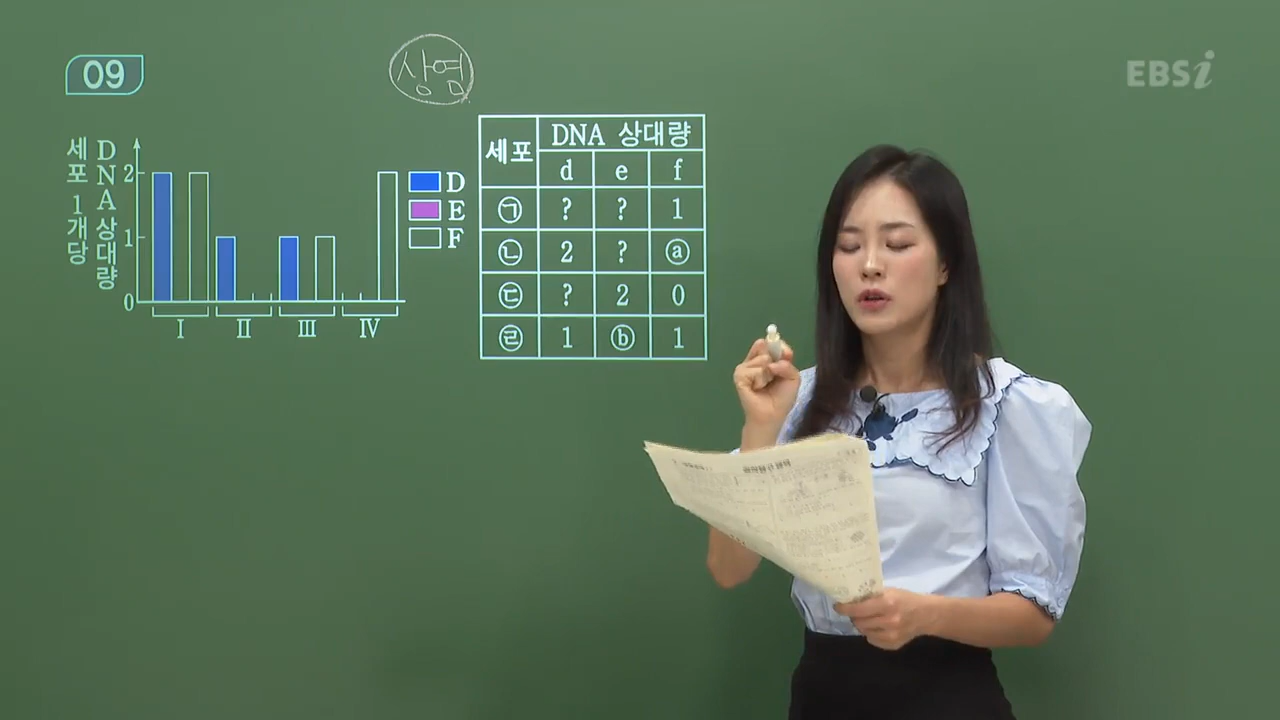 09
상염
EBSi
세포 1개당
DNA 상대량
2
1
0
Ⅰ Ⅱ Ⅲ Ⅳ
D
E
F
세포 DNA 상대량
d e f
㉠ ? ? 1
㉡ 2 ? ⓐ
㉢ ? 2 0
㉣ 1 ⓑ 1